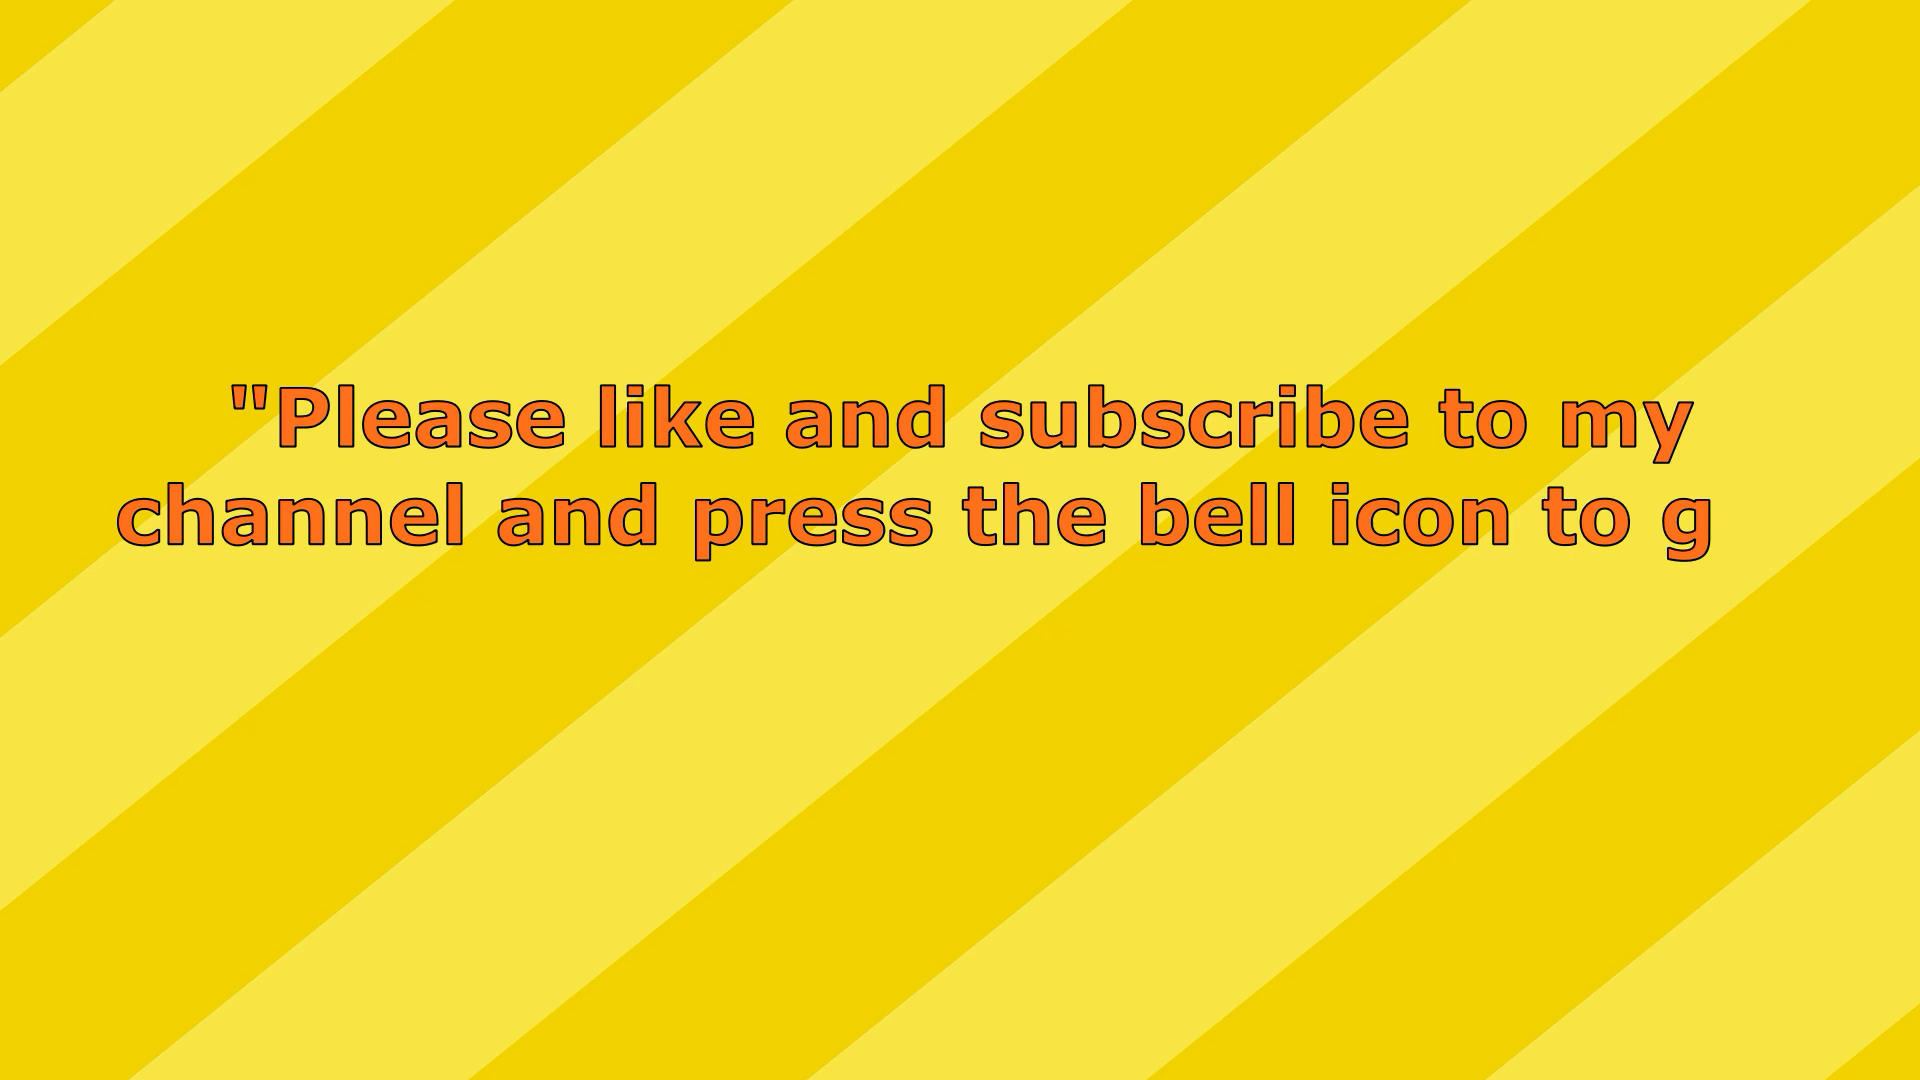 "Please like and subscribe to my
channel and press the bell icon to g